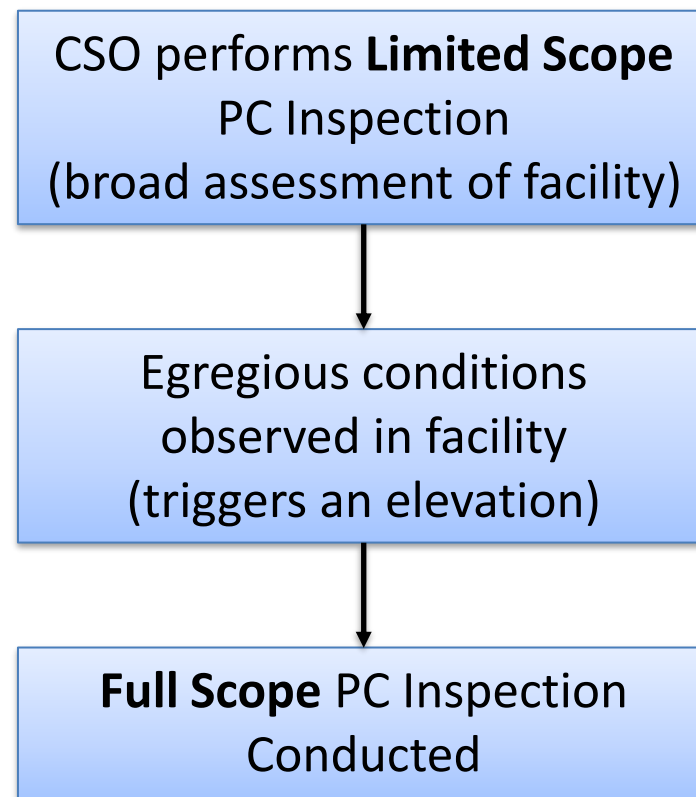 CSO performs Limited Scope
PC Inspection
(broad assessment of facility)
Egregious conditions
observed in facility
(triggers an elevation)
Full Scope PC Inspection
Conducted